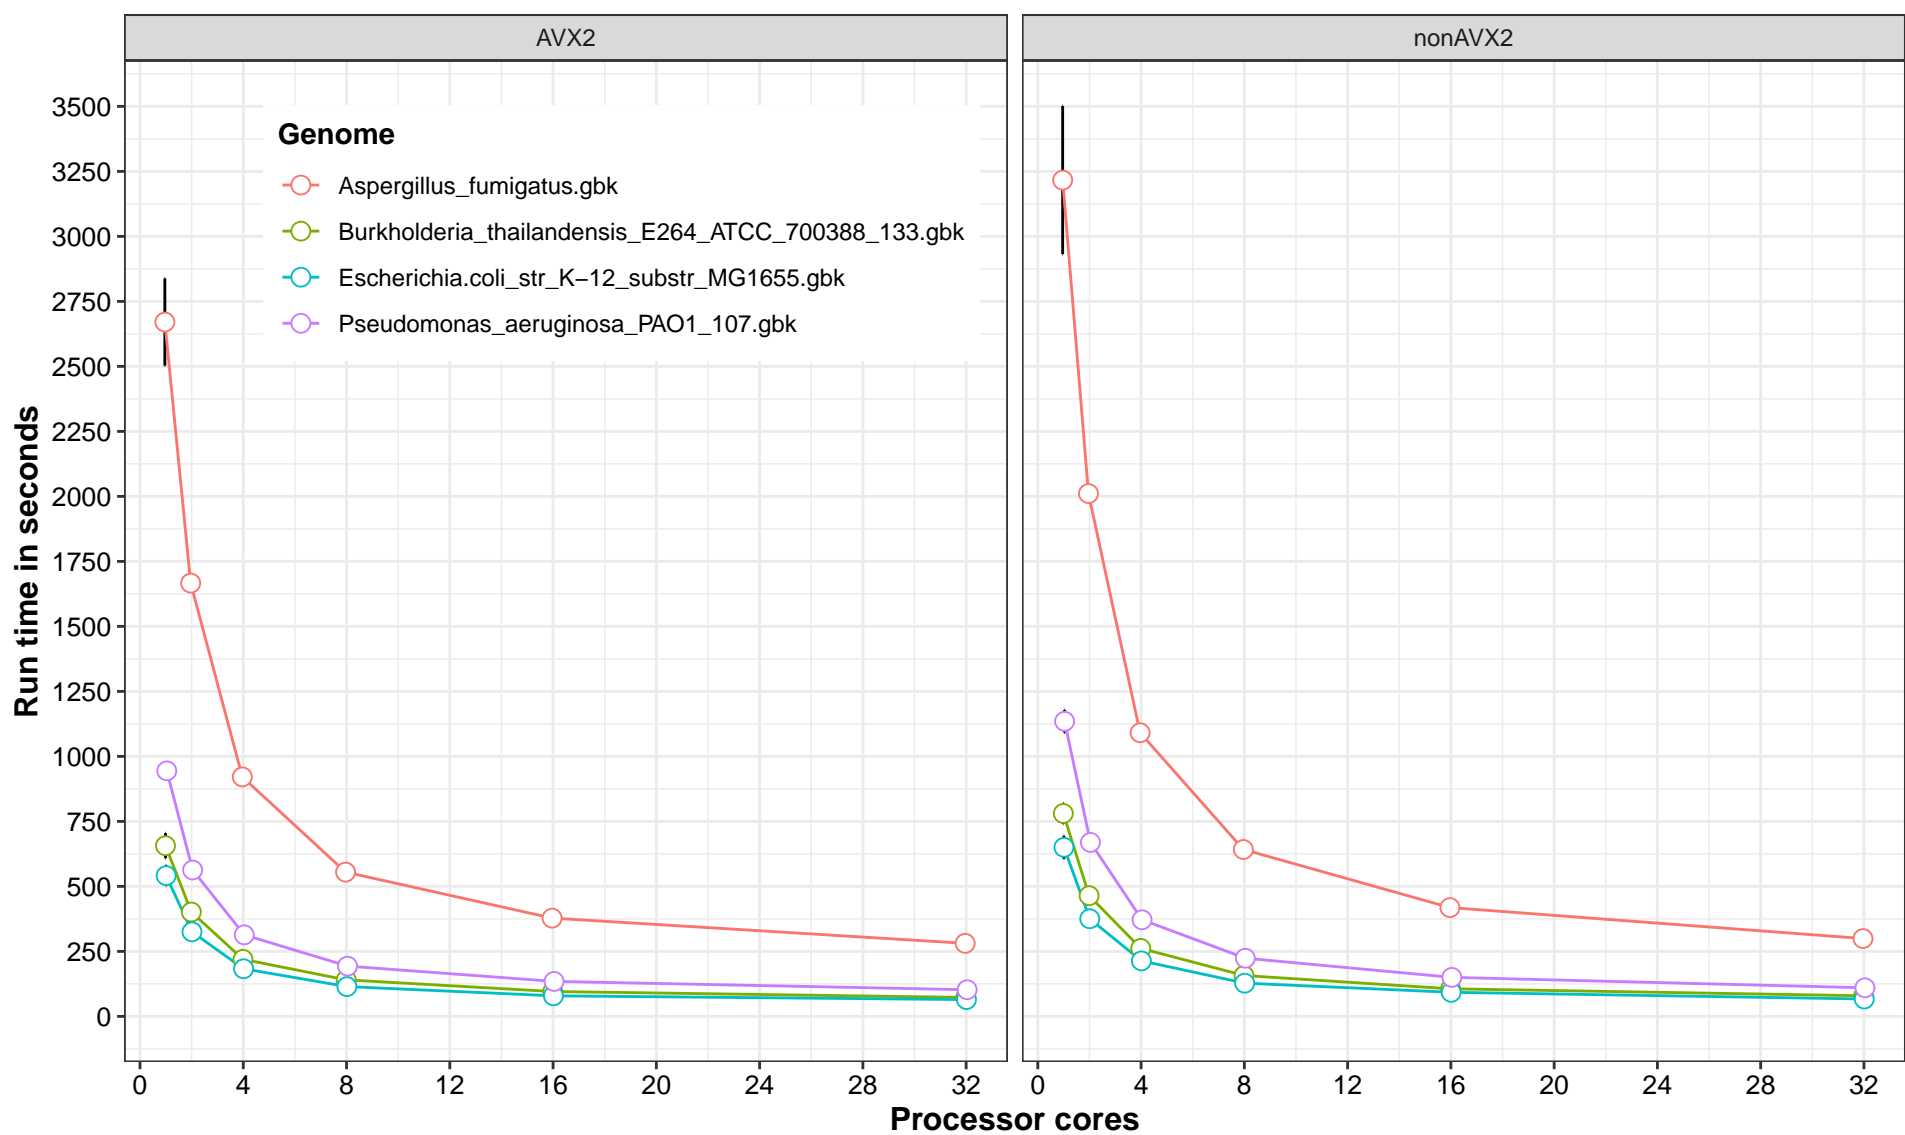 AVX2
nonAVX2
Run time in seconds
3500
3250
3000
2750
2500
2250
2000
1750
1500
1250
1000
750
500
250
0
Genome
Aspergillus_fumigatus.gbk
Burkholderia_thailandensis_E264_ATCC_700388_133.gbk
Escherichia.coli_str_K−12_substr_MG1655.gbk
Pseudomonas_aeruginosa_PAO1_107.gbk
0 4 8 12 16 20 24 28 32
0 4 8 12 16 20 24 28 32
Processor cores